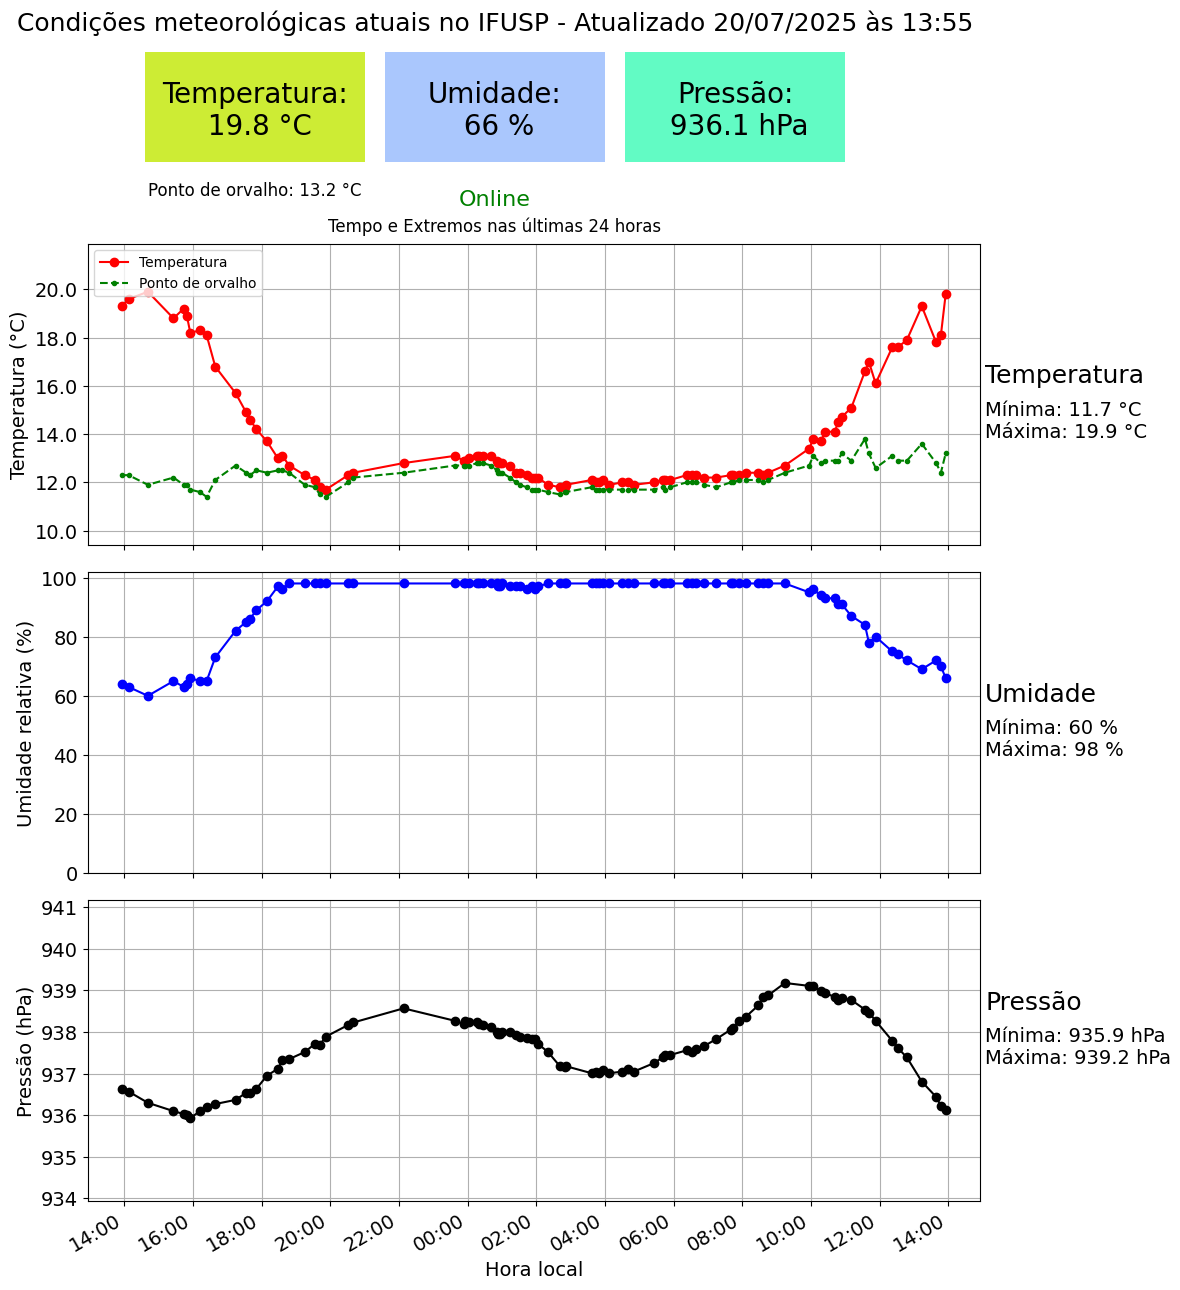 Condições meteorológicas atuais no IFUSP - Atualizado 20/07/2025 às 13:55
Temperatura:
19.8 °C
Umidade:
66 %
Pressão:
936.1 hPa
Ponto de orvalho: 13.2 °C
Online
Tempo e Extremos nas últimas 24 horas
Temperatura
Ponto de orvalho
Temperatura (°C)
20.0
18.0
16.0
14.0
12.0
10.0
Temperatura
Mínima: 11.7 °C
Máxima: 19.9 °C
Umidade relativa (%)
100
80
60
40
20
0
Umidade
Mínima: 60 %
Máxima: 98 %
Pressão (hPa)
941
940
939
938
937
936
935
934
Pressão
Mínima: 935.9 hPa
Máxima: 939.2 hPa
14:00
16:00
18:00
20:00
22:00
00:00
02:00
04:00
06:00
08:00
10:00
12:00
14:00
Hora local